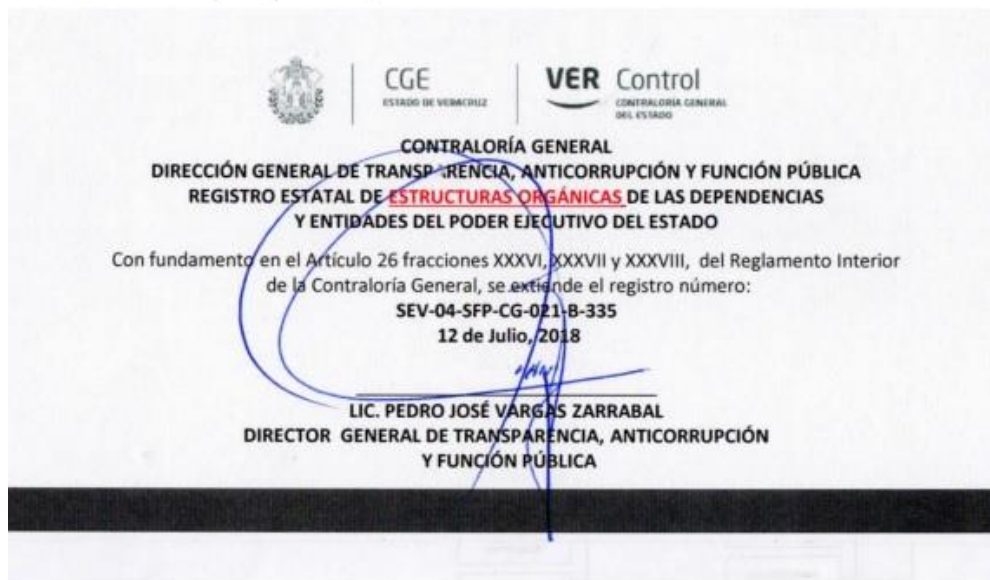 CGE
ESTADO DE VERACRUZ
VER Control
CONTRALORÍA GENERAL
DEL ESTADO
CONTRALORÍA GENERAL
DIRECCIÓN GENERAL DE TRANSPARENCIA, ANTICORRUPCIÓN Y FUNCIÓN PÚBLICA
REGISTRO ESTATAL DE ESTRUCTURAS ORGÁNICAS DE LAS DEPENDENCIAS
Y ENTIDADES DEL PODER EJECUTIVO DEL ESTADO
Con fundamento en el Artículo 26 fracciones XXXVI, XXXVII y XXXVIII, del Reglamento Interior
de la Contraloría General, se extiende el registro número:
SEV-04-SFP-CG-021-B-335
12 de Julio, 2018
LIC. PEDRO JOSÉ VARGAS ZARRABAL
DIRECTOR GENERAL DE TRANSPARENCIA, ANTICORRUPCIÓN
Y FUNCIÓN PÚBLICA